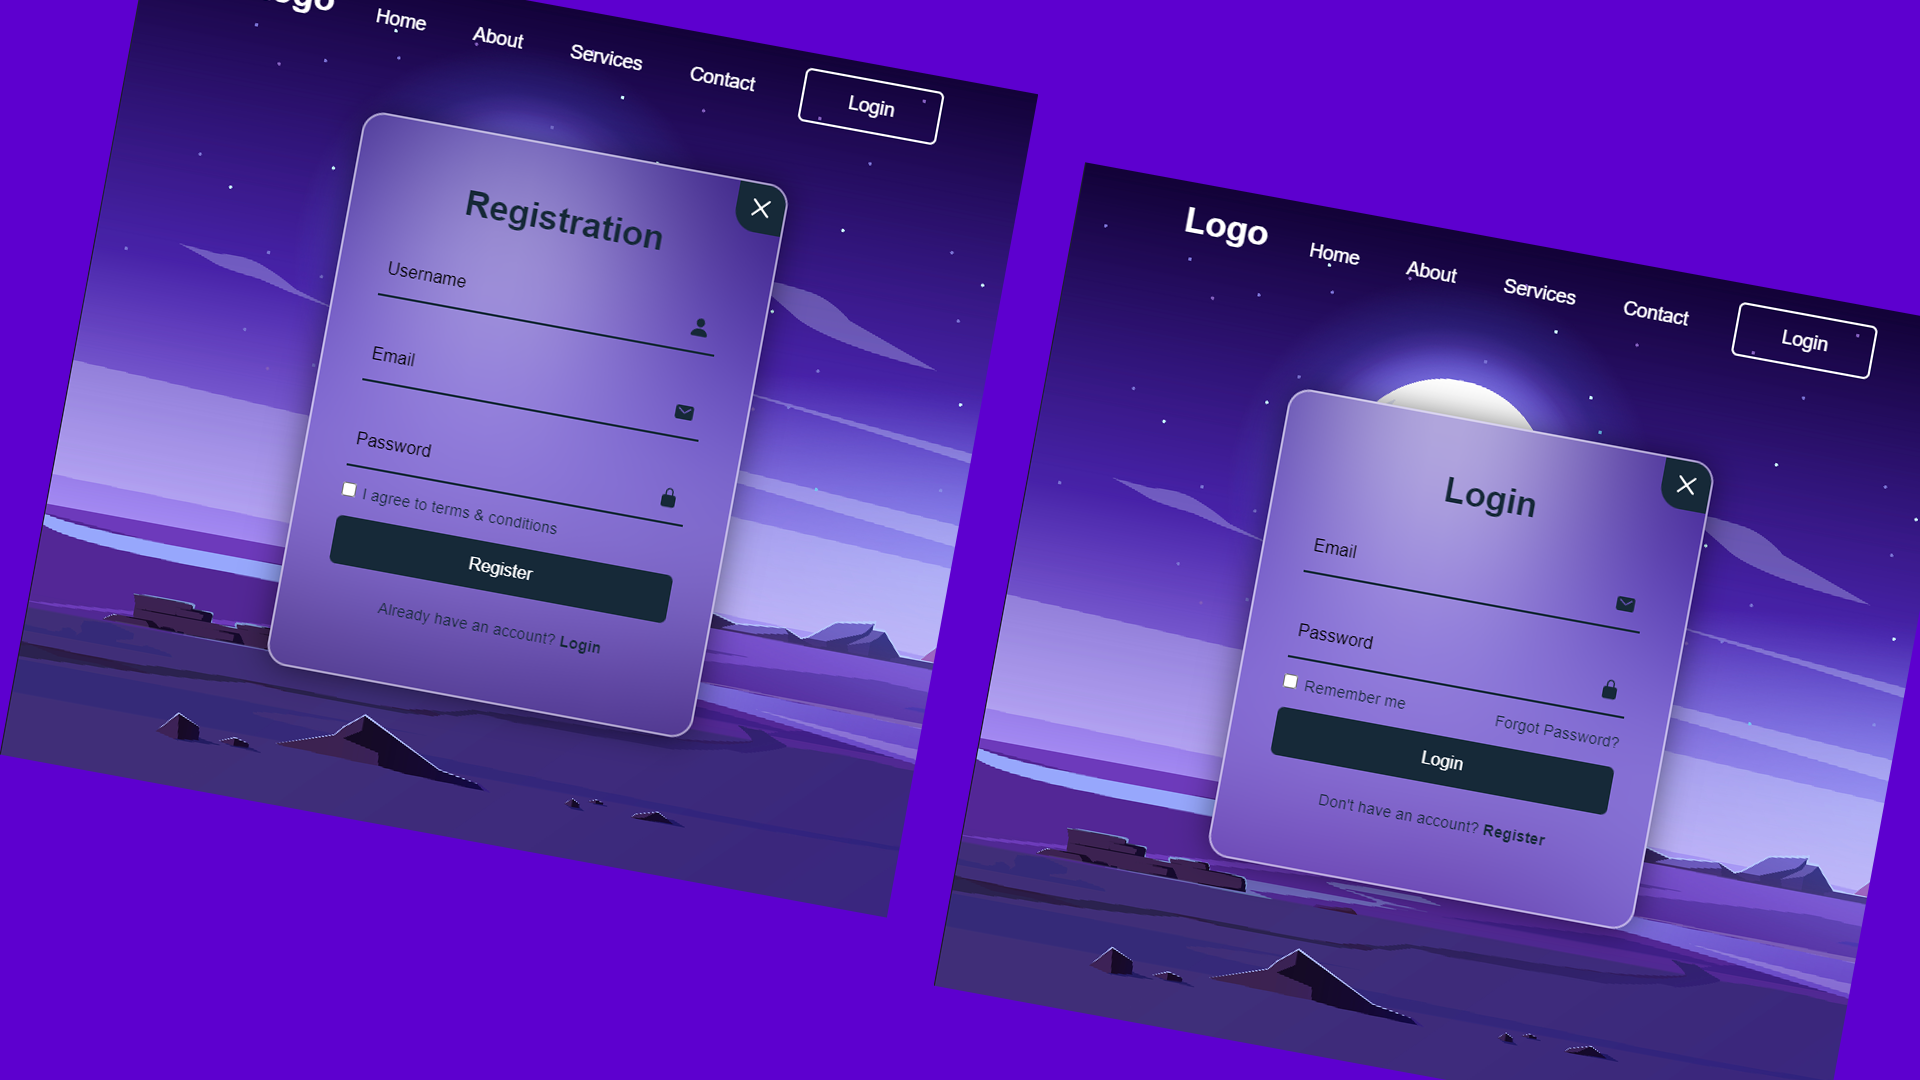 Logo
Home
About
Services
Contact
Login
Registration
Username
Email
Password
I agree to terms & conditions
Register
Already have an account? Login
Logo
Home
About
Services
Contact
Login
Login
Email
Password
Remember me
Forgot Password?
Login
Don't have an account? Register